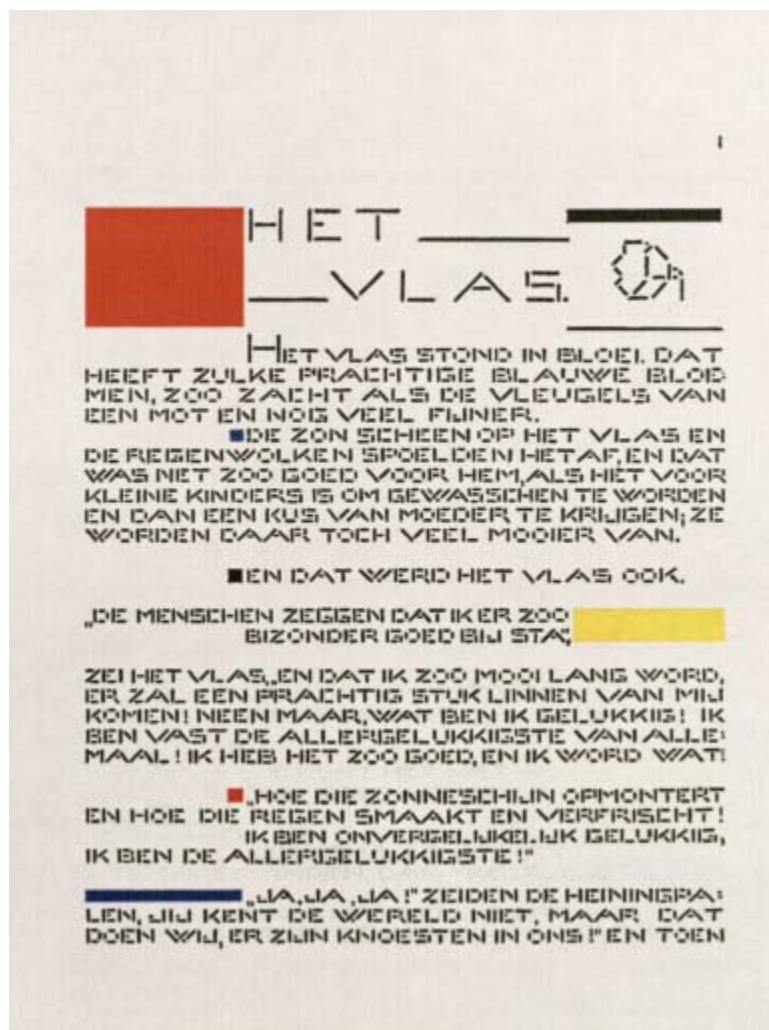 1
HET
VLAS.
HET VLAS STOND IN BLOEI. DAT
HEEFT ZULKE PRACHTIGE BLAUWE BLOE
MEN, ZOO ZACHT ALS DE VLEUGELS VAN
EEN MOT EN NOG VEEL FIJNER.
DE ZON SCHEEN OP HET VLAS EN
DE REGENWOLKEN SPOELDEN HET AF, EN DAT
WAS NET ZOO GOED VOOR HEM, ALS HET VOOR
KLEINE KINDERS IS OM GEWASSCHEN TE WORDEN
EN DAN EEN KUS VAN MOEDER TE KRIJGEN; ZE
WORDEN DAAR TOCH VEEL MOOIER VAN.
EN DAT WERD HET VLAS OOK.
„DE MENSCHEN ZEGGEN DAT IK ER ZOO
BIZONDER GOED BIJ STA",
ZEI HET VLAS, „EN DAT IK ZOO MOOI LANG WORD,
ER ZAL EEN PRACHTIG STUK LINNEN VAN MIJ
KOMEN! NEEN MAAR, WAT BEN IK GELUKKIG! IK
BEN VAST DE ALLERGELUKKIGSTE VAN ALLE:
MAAL! IK HEB HET ZOO GOED, EN IK WORD WAT!
„HOE DIE ZONNESCHIJN OPMONTERT
EN HOE DIE REGEN SMAAKT EN VERFRISCHT!
IK BEN ONVERGELIJKELIJK GELUKKIG,
IK BEN DE ALLERGELUKKIGSTE!"
„JA, JA, JA!" ZEIDEN DE HEININGPA:
LEN, JIJ KENT DE WERELD NIET, MAAR DAT
DOEN WIJ, ER ZIJN KNOESTEN IN ONS!" EN TOEN